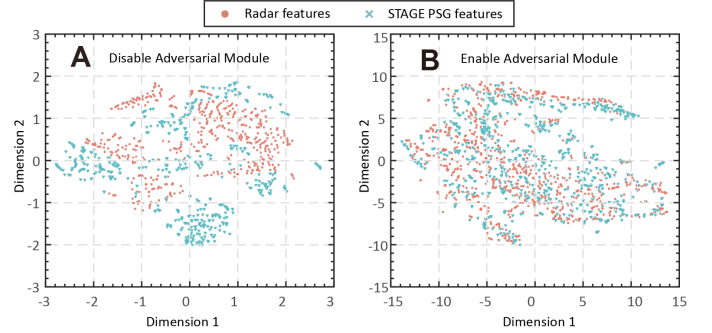 Radar features STAGE PSG features
A Disable Adversarial Module
B Enable Adversarial Module
3
2
1
0
-1
-2
-3
Dimension 2
-3 -2 -1 0 1 2 3
Dimension 1
15
10
5
0
-5
-10
-15
Dimension 2
-15 -10 -5 0 5 10 15
Dimension 1